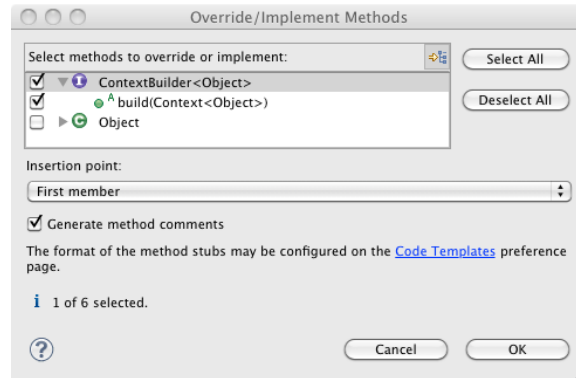 Override/Implement Methods
Select methods to override or implement:
Select All
ContextBuilder<Object>
A build(Context<Object>)
Deselect All
Object
Insertion point:
First member
Generate method comments
The format of the method stubs may be configured on the Code Templates preference
page.
i 1 of 6 selected.
? Cancel OK